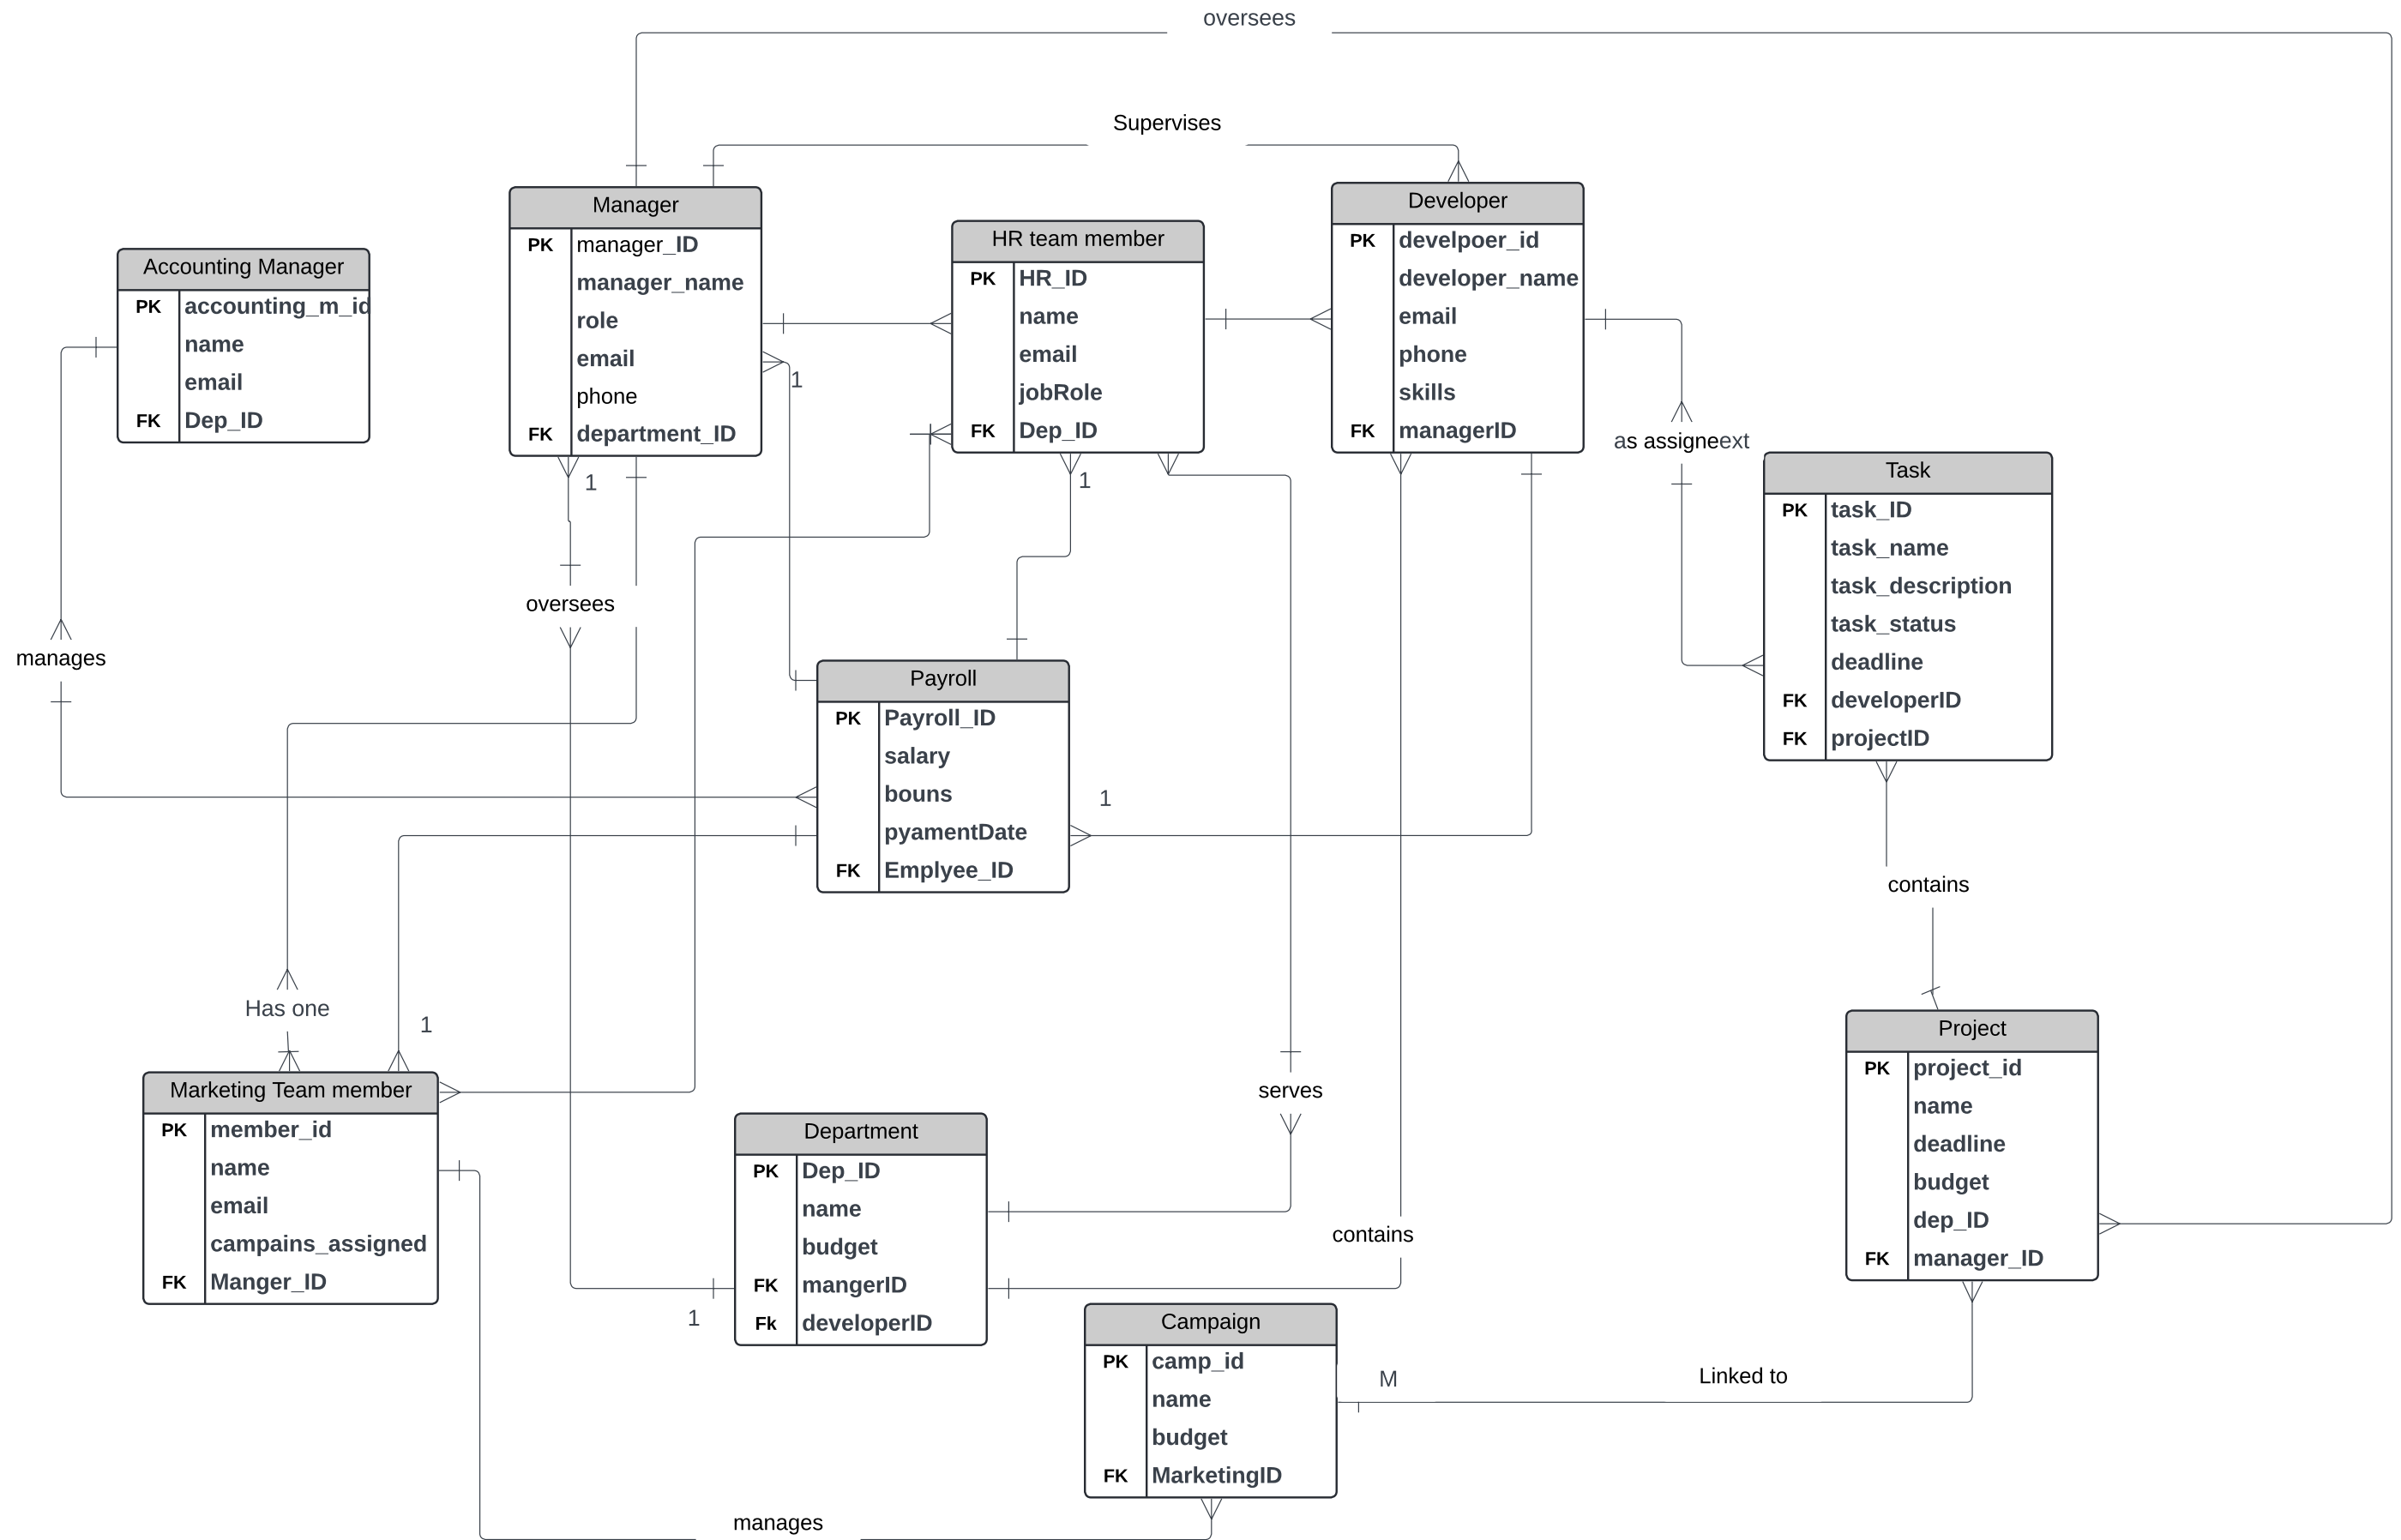 oversees
Supervises
Manager
PK manager_ID
manager_name
role
email
phone
FK department_ID
1
1
HR team member
PK HR_ID
name
email
jobRole
FK Dep_ID
1
Developer
PK develpoer_id
developer_name
email
phone
skills
FK managerID
Accounting Manager
PK accounting_m_id
name
email
FK Dep_ID
as assigneext
Task
PK task_ID
task_name
task_description
task_status
deadline
FK developerID
FK projectID
oversees
manages
Payroll
PK Payroll_ID
salary
bouns
pyamentDate
FK Emplyee_ID
1
contains
Has one
1
Marketing Team member
PK member_id
name
email
campains_assigned
FK Manger_ID
serves
Department
PK Dep_ID
name
budget
FK mangerID
Fk developerID
1
contains
Project
PK project_id
name
deadline
budget
dep_ID
FK manager_ID
Campaign
PK camp_id
name
budget
FK MarketingID
M
Linked to
manages